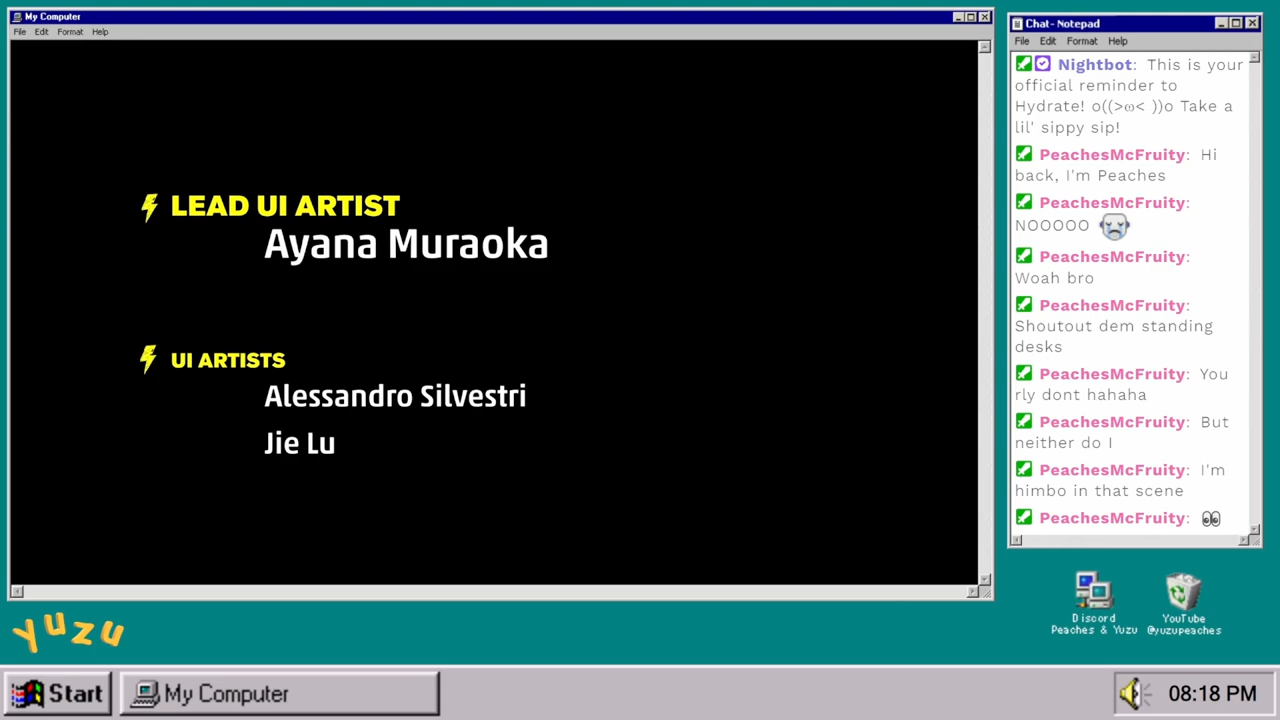 My Computer
File Edit Format Help
LEAD UI ARTIST
Ayana Muraoka
UI ARTISTS
Alessandro Silvestri
Jie Lu
Chat - Notepad
File Edit Format Help
Nightbot: This is your
official reminder to
Hydrate! o((>ω< ))o Take a
lil' sippy sip!
PeachesMcFruity: Hi
back, I'm Peaches
PeachesMcFruity:
NOOOOO
PeachesMcFruity:
Woah bro
PeachesMcFruity:
Shoutout dem standing
desks
PeachesMcFruity: You
rly dont hahaha
PeachesMcFruity: But
neither do I
PeachesMcFruity: I'm
himbo in that scene
PeachesMcFruity: 👀
Discord
Peaches & Yuzu
YouTube
@yuzupeaches
yuzu
Start
My Computer
08:18 PM